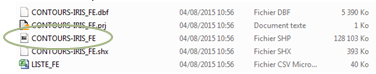 CONTOURS-IRIS_FE.dbf 04/08/2015 10:56 Fichier DBF 5 390 Ko
CONTOURS-IRIS_FE.prj 04/08/2015 10:56 Document texte 1 Ko
CONTOURS-IRIS_FE 04/08/2015 10:56 Fichier SHP 128 103 Ko
CONTOURS-IRIS_FE.shx 04/08/2015 10:56 Fichier SHX 393 Ko
LISTE_FE 04/08/2015 10:56 Fichier CSV Micro... 0 Ko